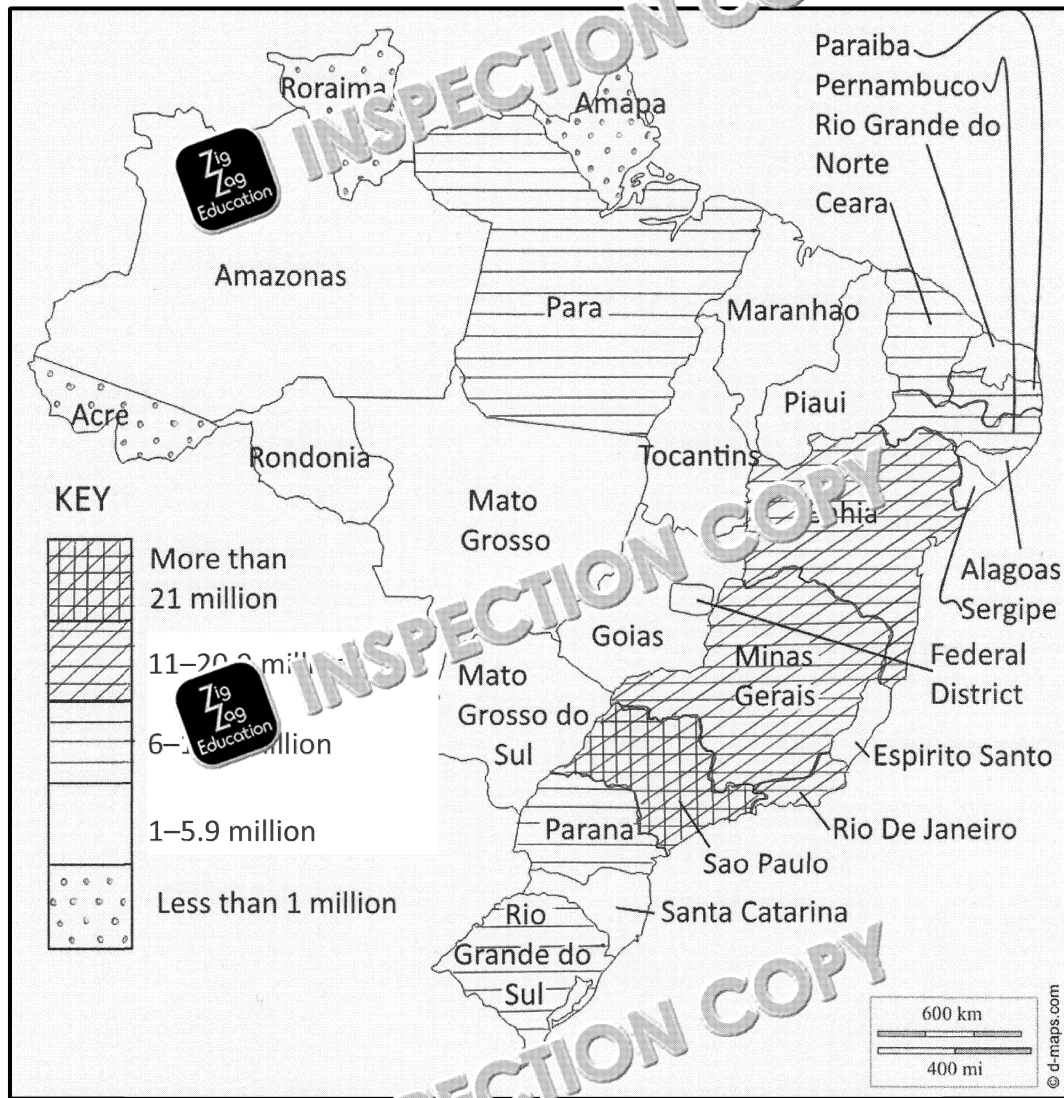 INSPECTION COPY
Paraiba
Pernambuco
Rio Grande do
Norte
Ceara
Roraima
Amapa
Zig
Zag
Education
Amazonas
Para
Maranhao
Piaui
Acre
Rondonia
Tocantins
Mato
Grosso
INSPECTION COPY
Alagoas
Sergipe
Federal
District
Goias
Minas
Gerais
Mato
Grosso do
Sul
Espirito Santo
Parana
Rio De Janeiro
Sao Paulo
Santa Catarina
Rio
Grande do
Sul
KEY
More than
21 million
Zig
Zag
Education
million
1–5.9 million
Less than 1 million
INSPECTION COPY
600 km
400 mi
© d-maps.com